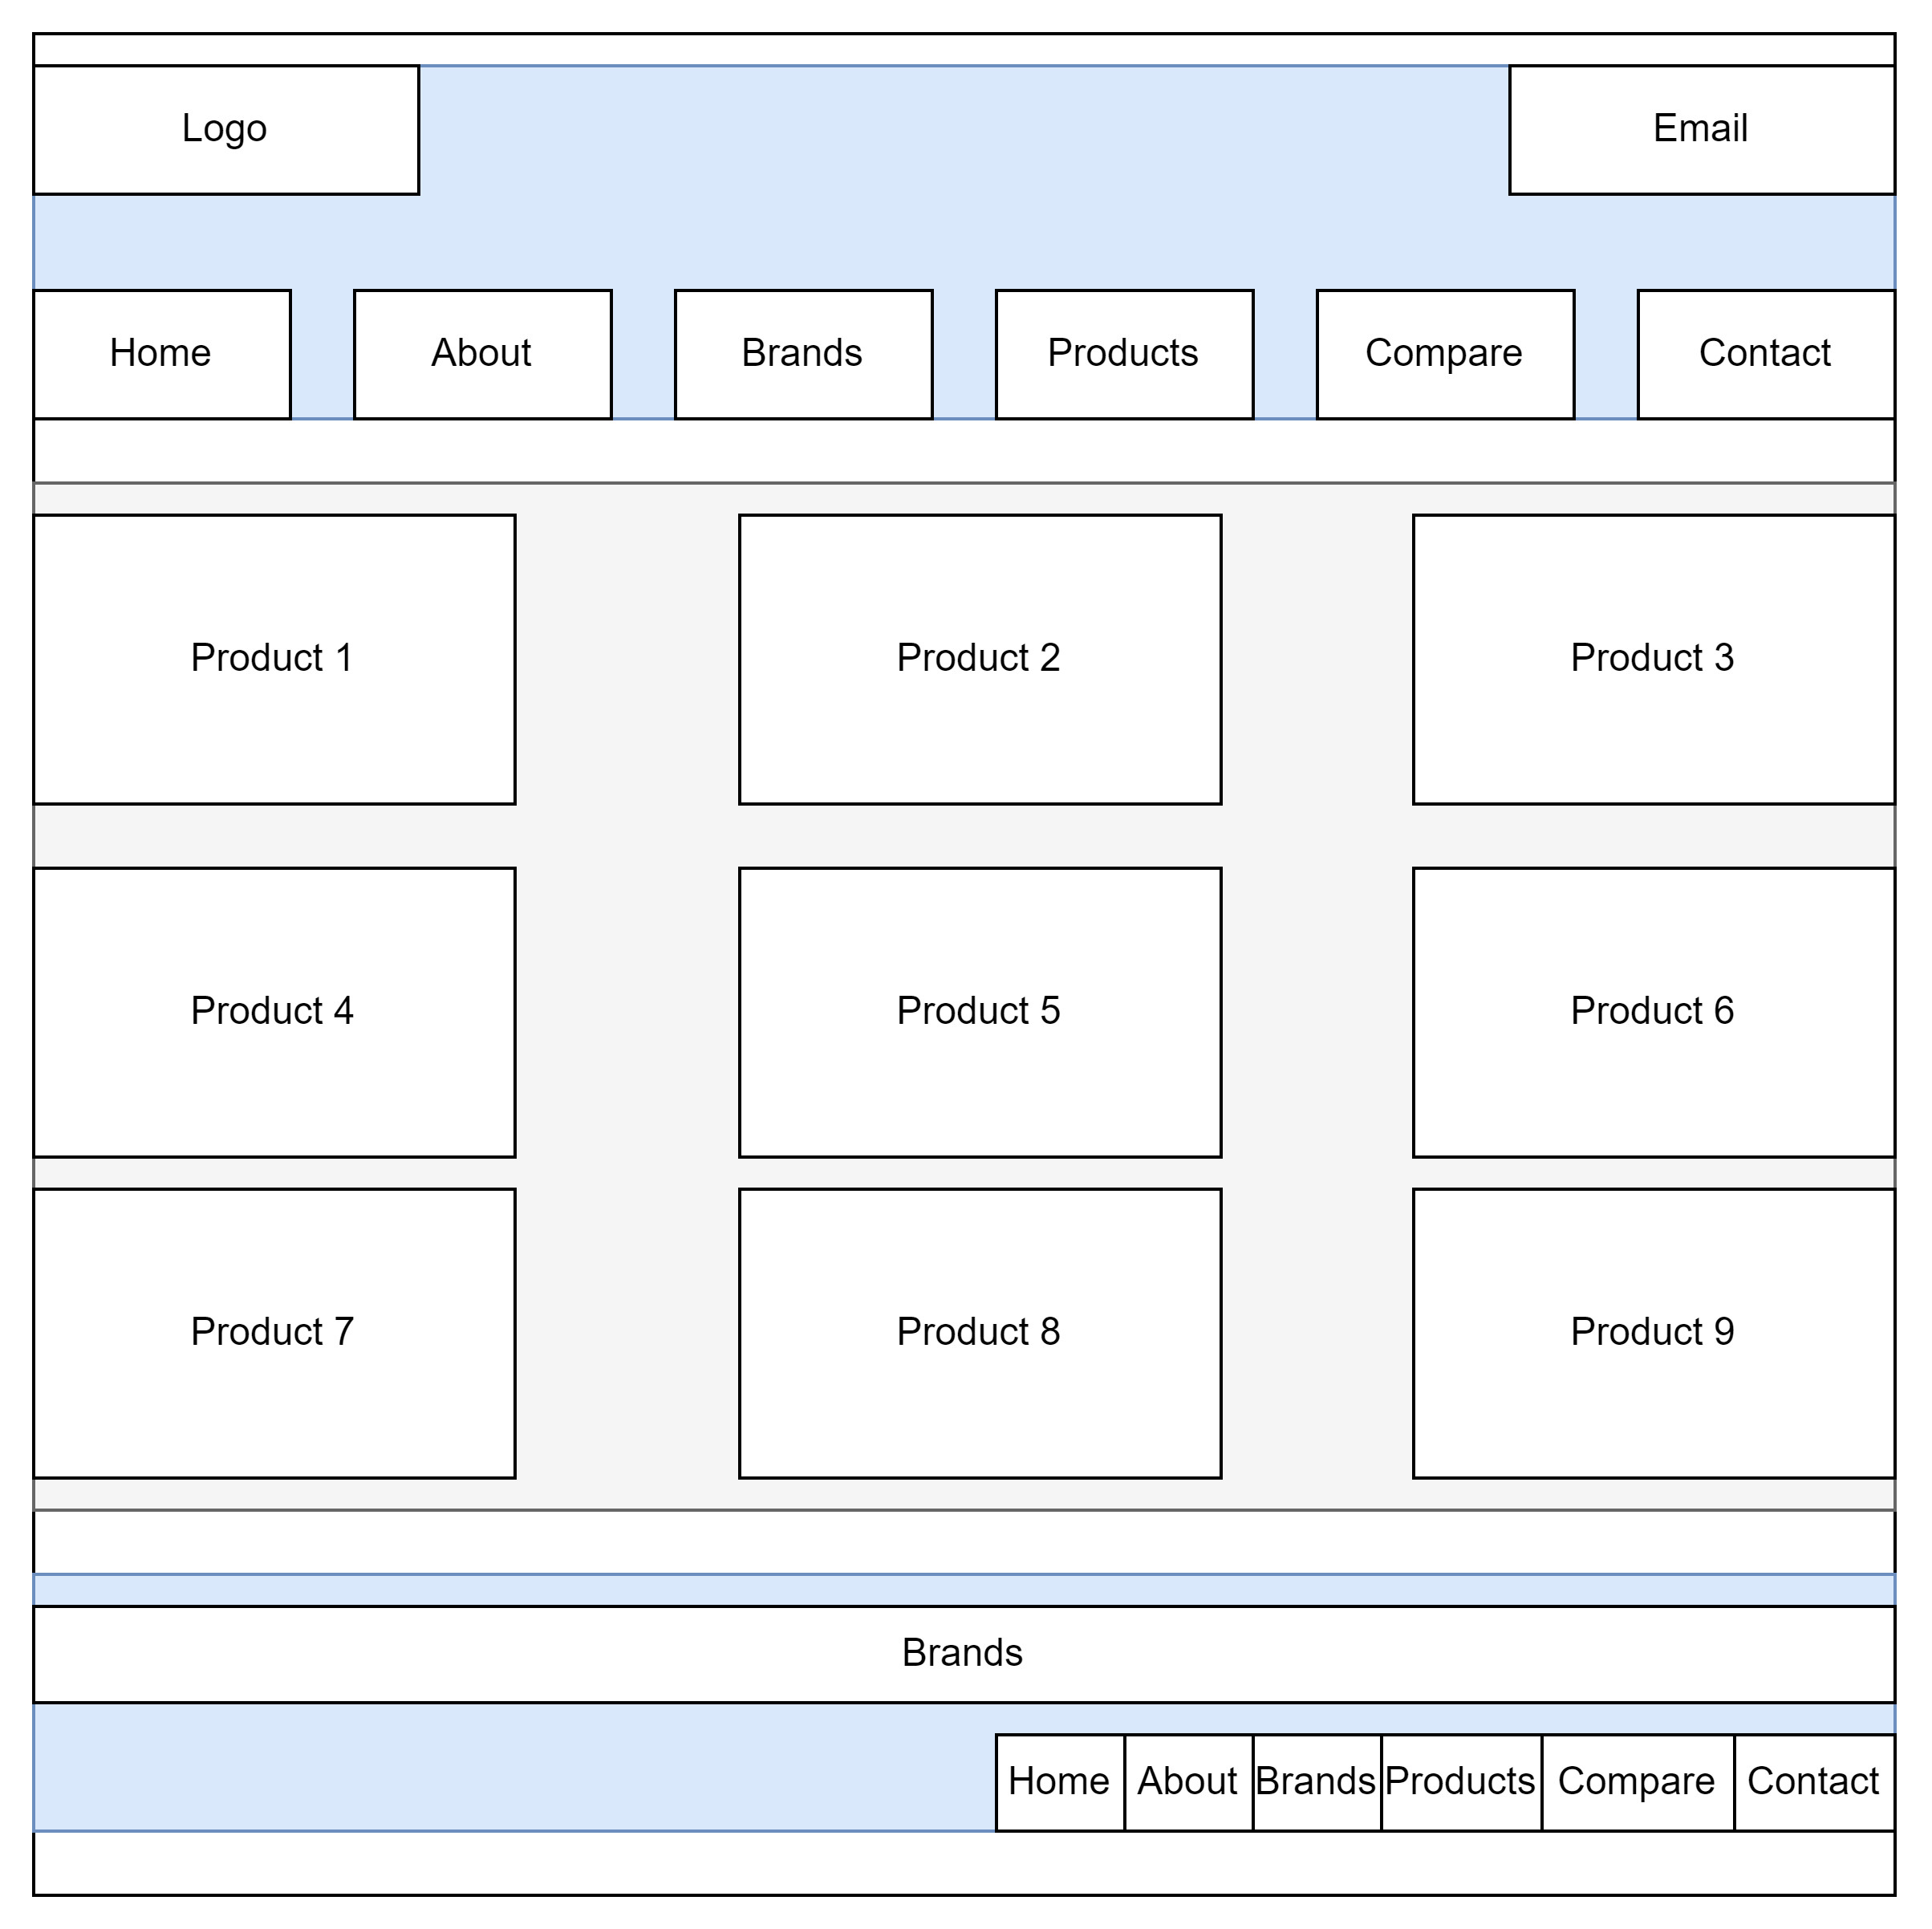 Logo
Email
Home
About
Brands
Products
Compare
Contact
Product 1
Product 2
Product 3
Product 4
Product 5
Product 6
Product 7
Product 8
Product 9
Brands
Home
About
Brands
Products
Compare
Contact